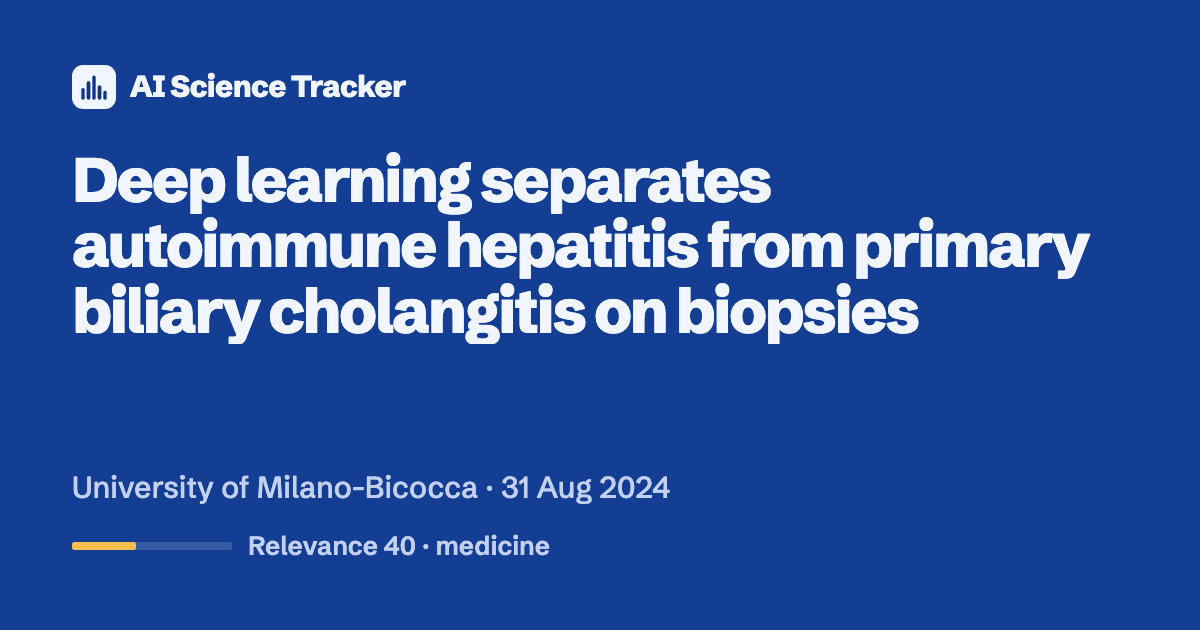 AI Science Tracker
Deep learning separates
autoimmune hepatitis from primary
biliary cholangitis on biopsies
University of Milano-Bicocca · 31 Aug 2024
Relevance 40 · medicine